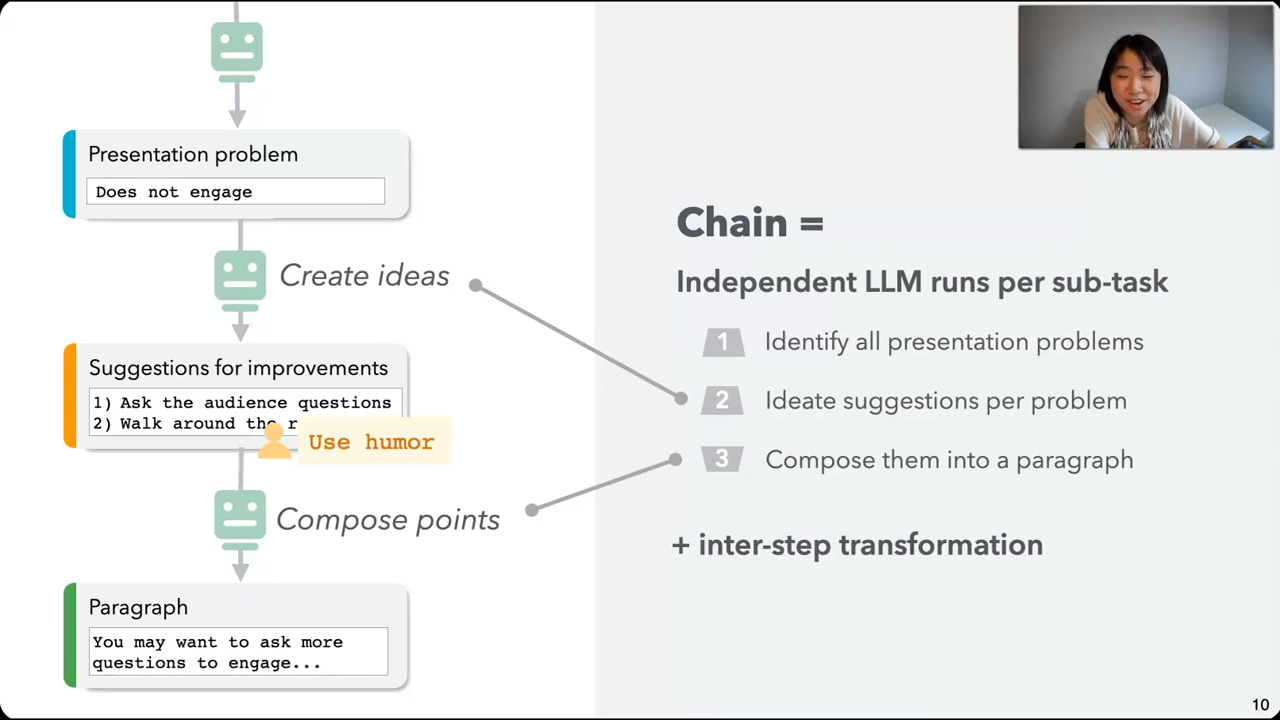 Presentation problem
Does not engage
Create ideas
Suggestions for improvements
1) Ask the audience questions
2) Walk around the
Use humor
Compose points
Paragraph
You may want to ask more
questions to engage...
Chain =
Independent LLM runs per sub-task
1 Identify all presentation problems
2 Ideate suggestions per problem
3 Compose them into a paragraph
+ inter-step transformation
10